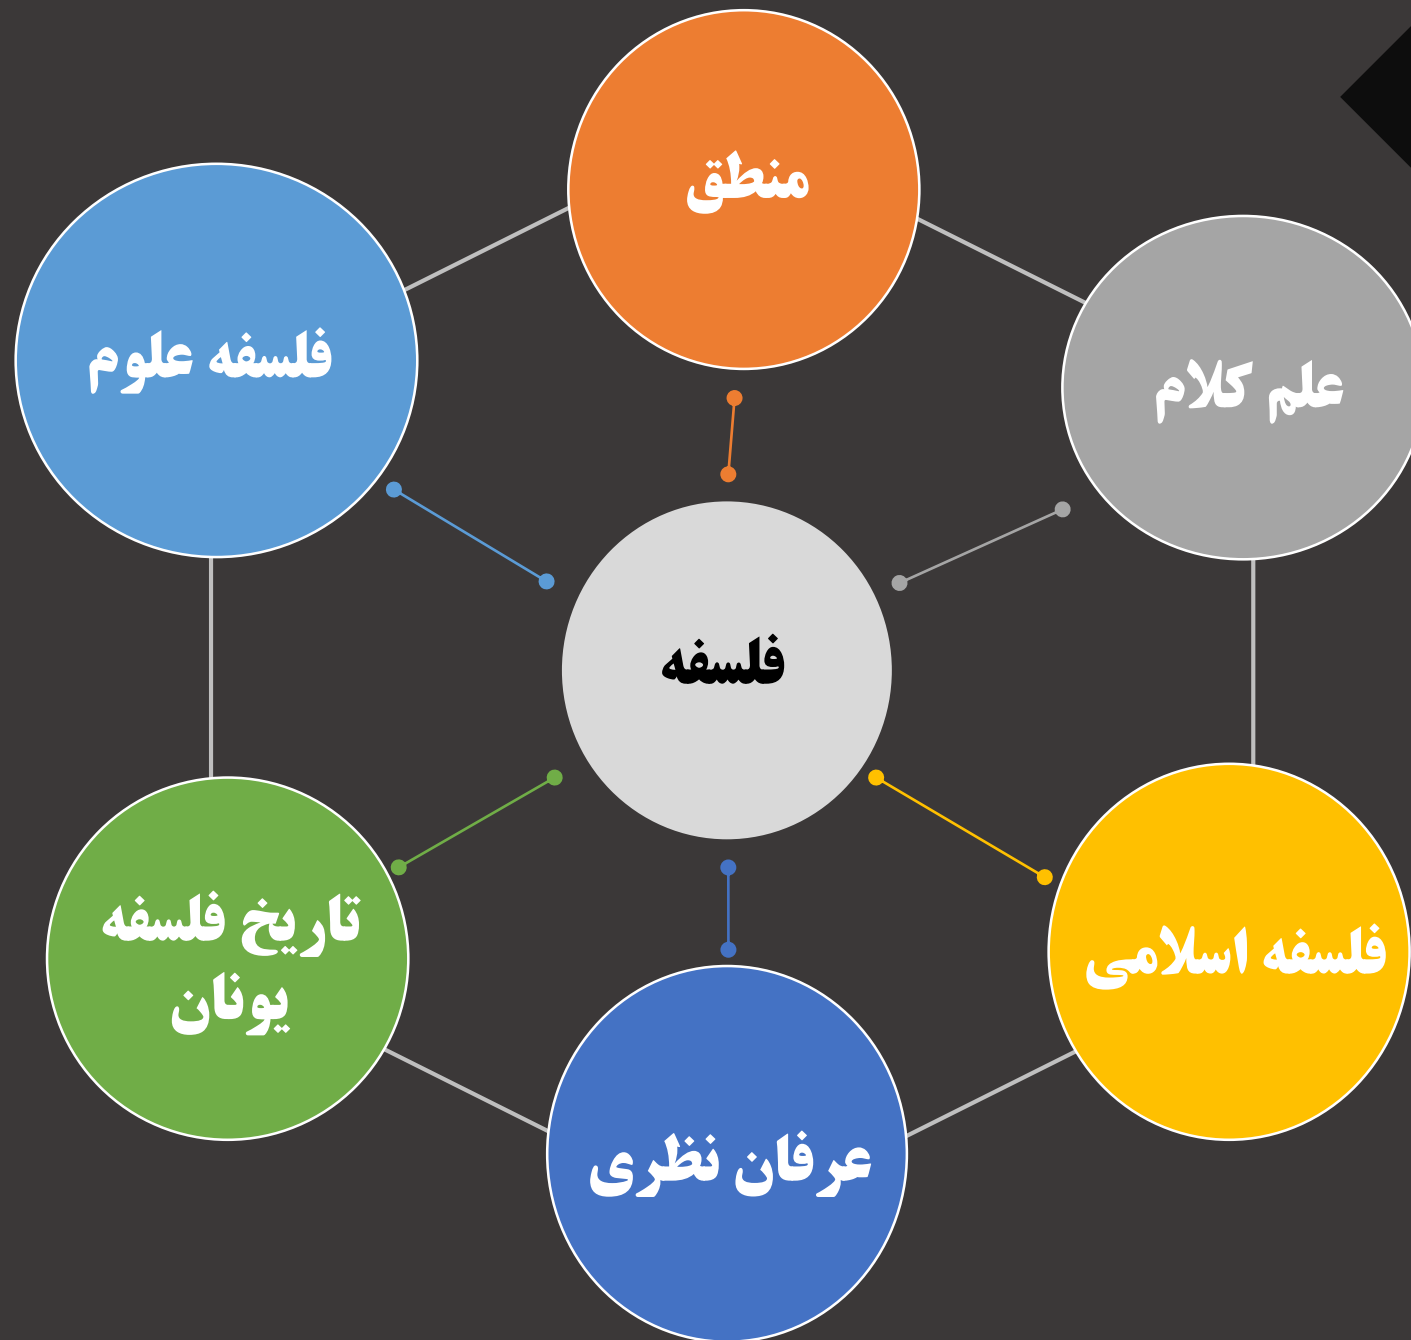 منطق
علم کلام
فلسفه علوم
فلسفه
تاریخ فلسفه
یونان
فلسفه اسلامی
عرفان نظری